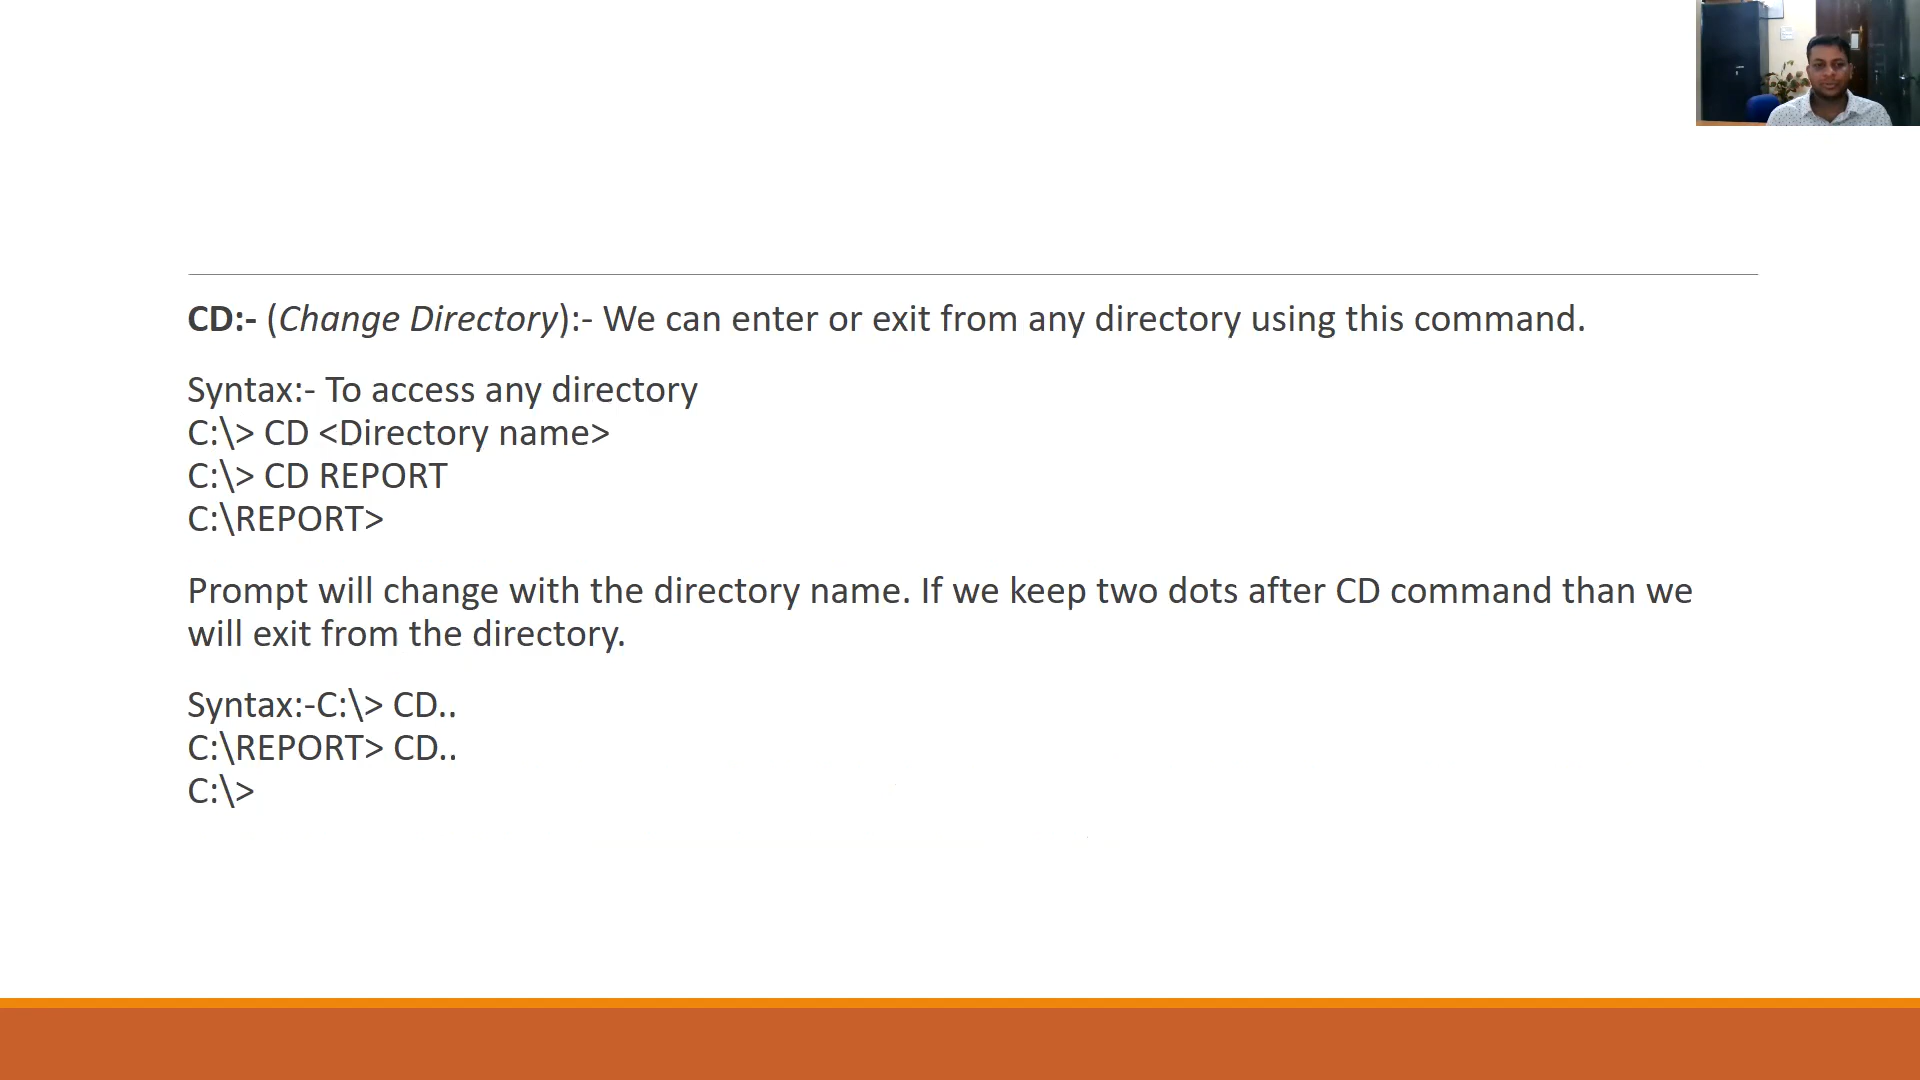 CD:- (Change Directory):- We can enter or exit from any directory using this command.
Syntax:- To access any directory
C:\> CD <Directory name>
C:\> CD REPORT
C:\REPORT>
Prompt will change with the directory name. If we keep two dots after CD command than we
will exit from the directory.
Syntax:-C:\> CD..
C:\REPORT> CD..
C:\>